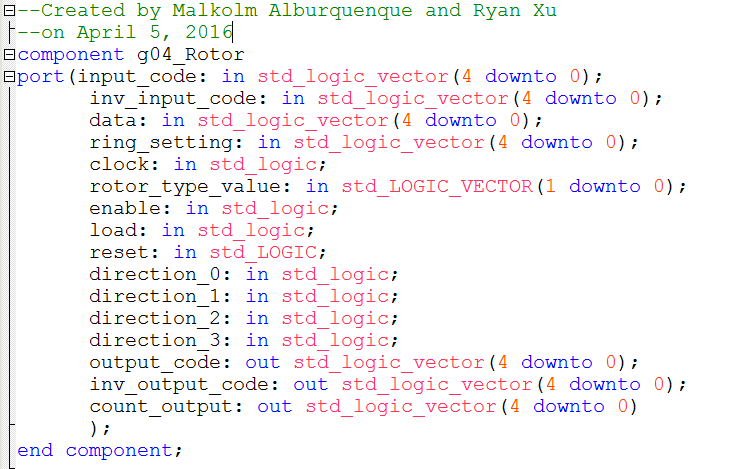 --Created by Malkolm Alburquenque and Ryan Xu
--on April 5, 2016
component g04_Rotor
port(input_code: in std_logic_vector(4 downto 0);
inv_input_code: in std_logic_vector(4 downto 0);
data: in std_logic_vector(4 downto 0);
ring_setting: in std_logic_vector(4 downto 0);
clock: in std_logic;
rotor_type_value: in std_LOGIC_VECTOR(1 downto 0);
enable: in std_logic;
load: in std_logic;
reset: in std_LOGIC;
direction_0: in std_logic;
direction_1: in std_logic;
direction_2: in std_logic;
direction_3: in std_logic;
output_code: out std_logic_vector(4 downto 0);
inv_output_code: out std_logic_vector(4 downto 0);
count_output: out std_logic_vector(4 downto 0)
);
end component;